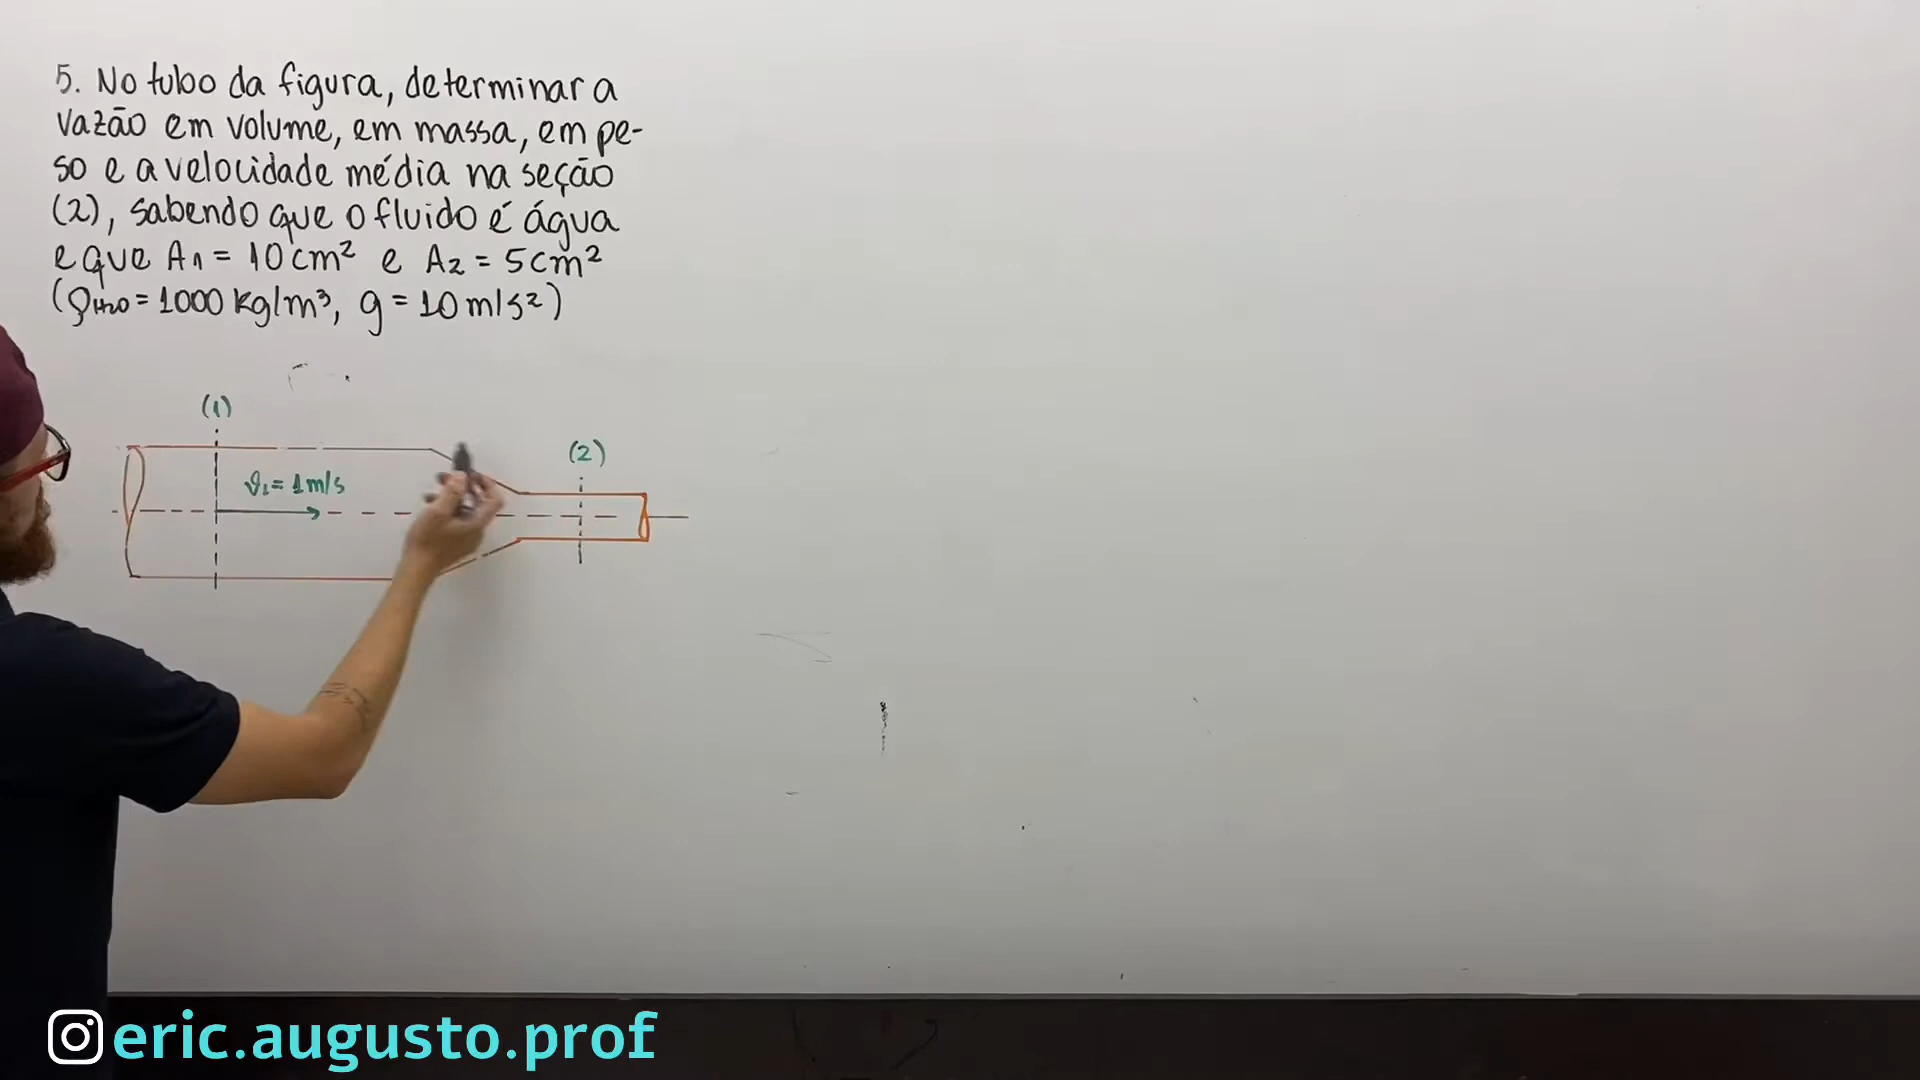 5. No tubo da figura, determinar a
vazão em volume, em massa, em pe-
so e a velocidade média na seção
(2), sabendo que o fluido é água
e que A1 = 10 cm² e A2 = 5 cm²
(ρH2O = 1000 kg/m³, g = 10 m/s²)
(1)
(2)
v1 = 1 m/s
eric.augusto.prof